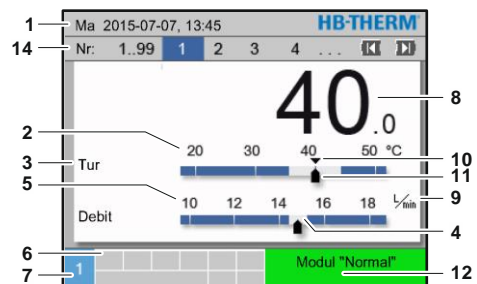 1 Ma 2015-07-07, 13:45 HB-THERM
14 Nr: 1..99 1 2 3 4 ...
40.0 8
2 20 30 40 50 °C 10
3 Tur 11
5 10 12 14 16 18 L/min 9
Debit 4
6
7 1 Modul "Normal" 12